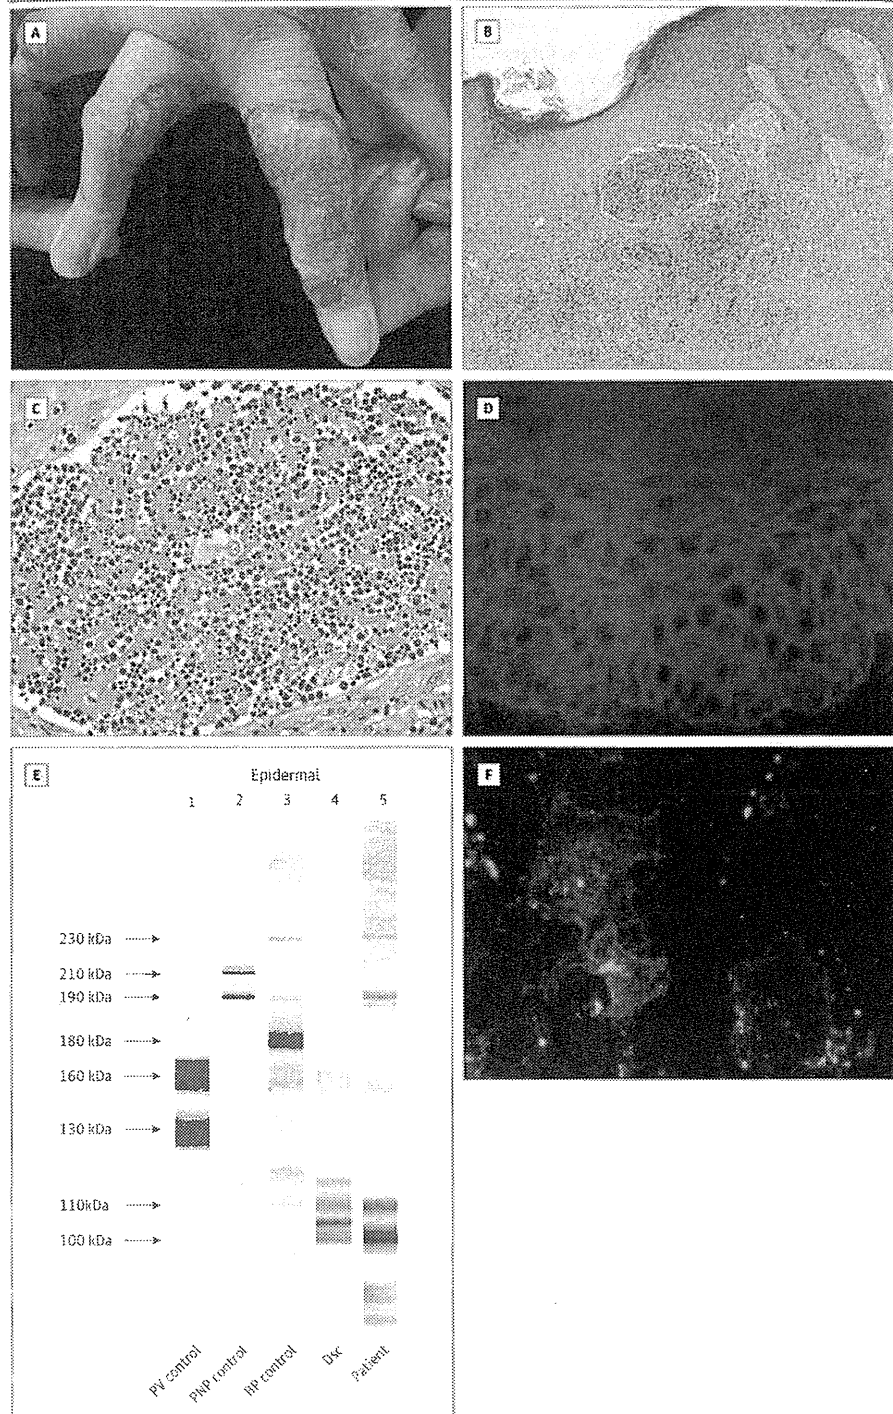 A
B
C
D
E
Epidermal
1 2 3 4 5
230 kDa
210 kDa
190 kDa
180 kDa
160 kDa
130 kDa
110kDa
100 kDa
PV control
PNP control
BP control
Dsc
Patient
F